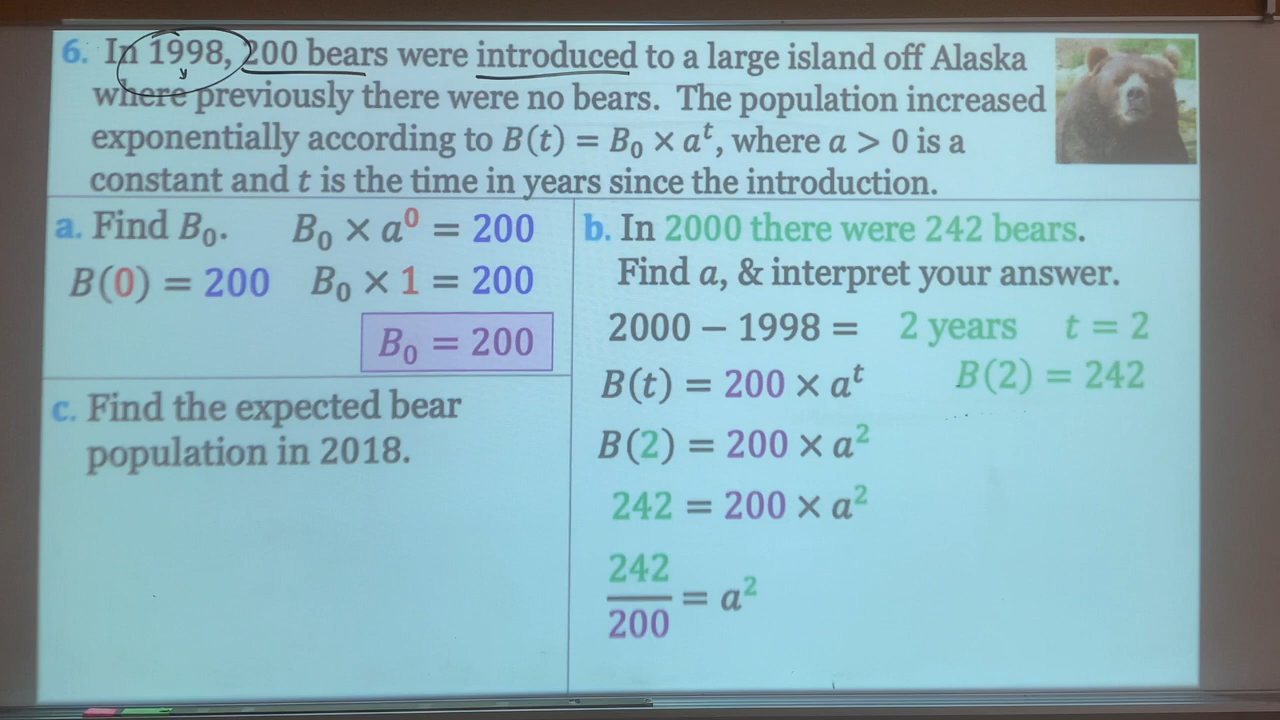 6. In 1998, 200 bears were introduced to a large island off Alaska
where previously there were no bears. The population increased
exponentially according to B(t) = B₀ × aᵗ, where a > 0 is a
constant and t is the time in years since the introduction.
a. Find B₀.
B₀ × a⁰ = 200
B(0) = 200
B₀ × 1 = 200
B₀ = 200
b. In 2000 there were 242 bears.
Find a, & interpret your answer.
2000 – 1998 = 2 years t = 2
B(t) = 200 × aᵗ
B(2) = 242
B(2) = 200 × a²
242 = 200 × a²
242
200
= a²
c. Find the expected bear
population in 2018.